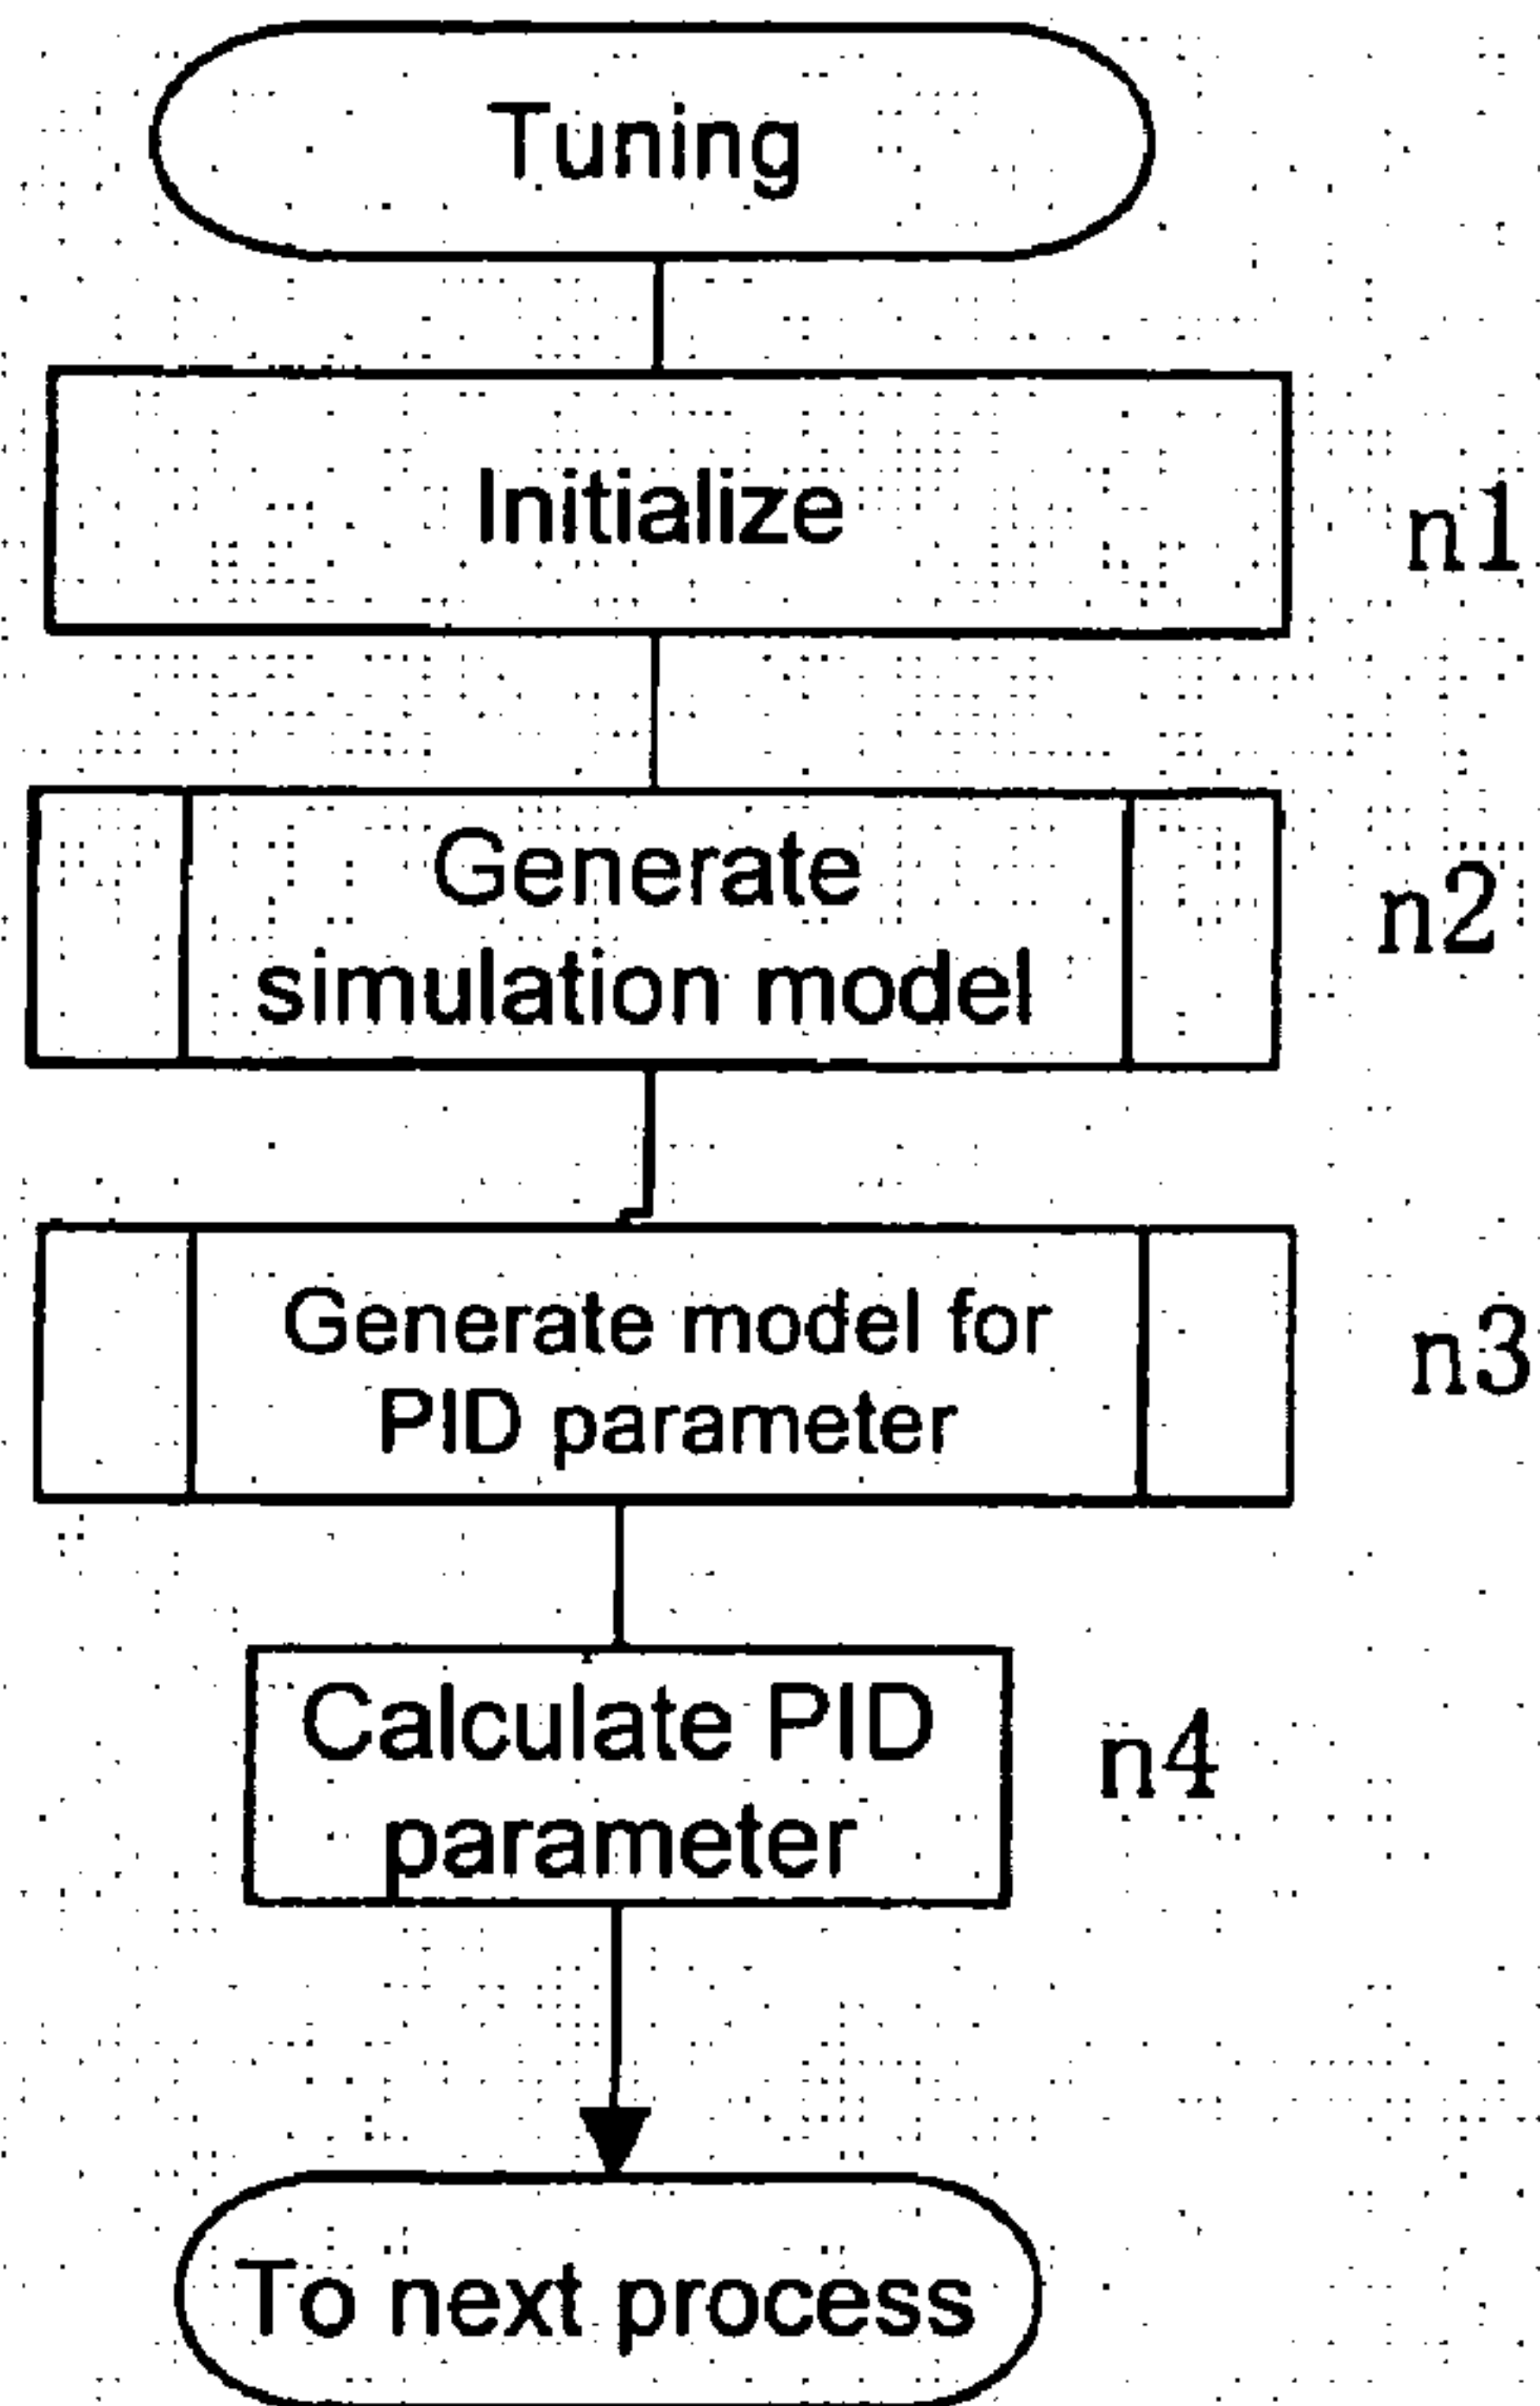 Tuning
Initialize
n1
Generate
simulation model
n2
Generate model for
PID parameter
n3
Calculate PID
parameter
n4
To next process